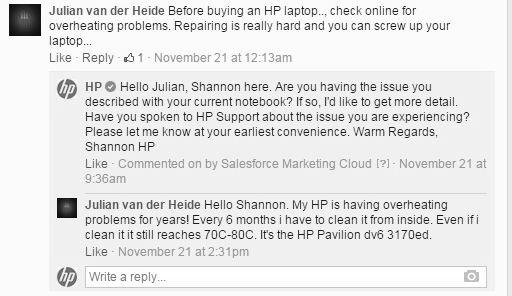 Julian van der Heide Before buying an HP laptop.., check online for
overheating problems. Repairing is really hard and you can screw up your
laptop...
Like · Reply · 1 · November 21 at 12:13am
hp HP Hello Julian, Shannon here. Are you having the issue you
described with your current notebook? If so, I'd like to get more detail.
Have you spoken to HP Support about the issue you are experiencing?
Please let me know at your earliest convenience. Warm Regards,
Shannon HP
Like · Commented on by Salesforce Marketing Cloud [?] · November 21 at
9:36am
Julian van der Heide Hello Shannon. My HP is having overheating
problems for years! Every 6 months i have to clean it from inside. Even if i
clean it it still reaches 70C-80C. It's the HP Pavilion dv6 3170ed.
Like · November 21 at 2:31pm
hp Write a reply...